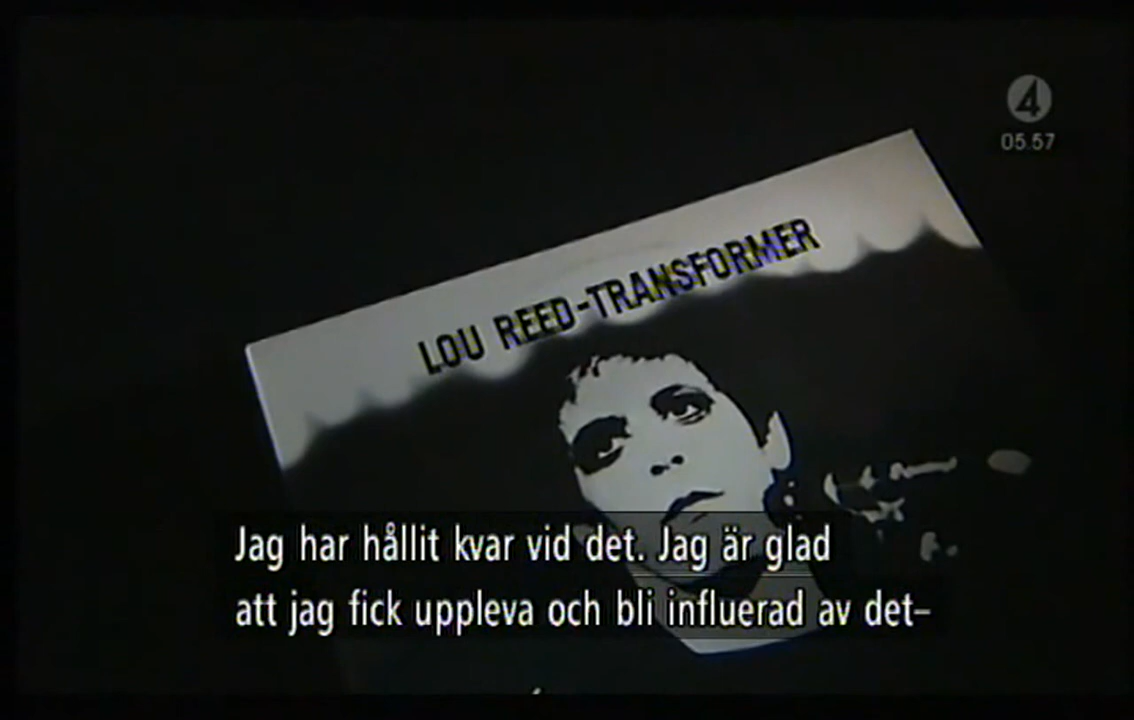 4
05.57
LOU REED-TRANSFORMER
Jag har hållit kvar vid det. Jag är glad
att jag fick uppleva och bli influerad av det–